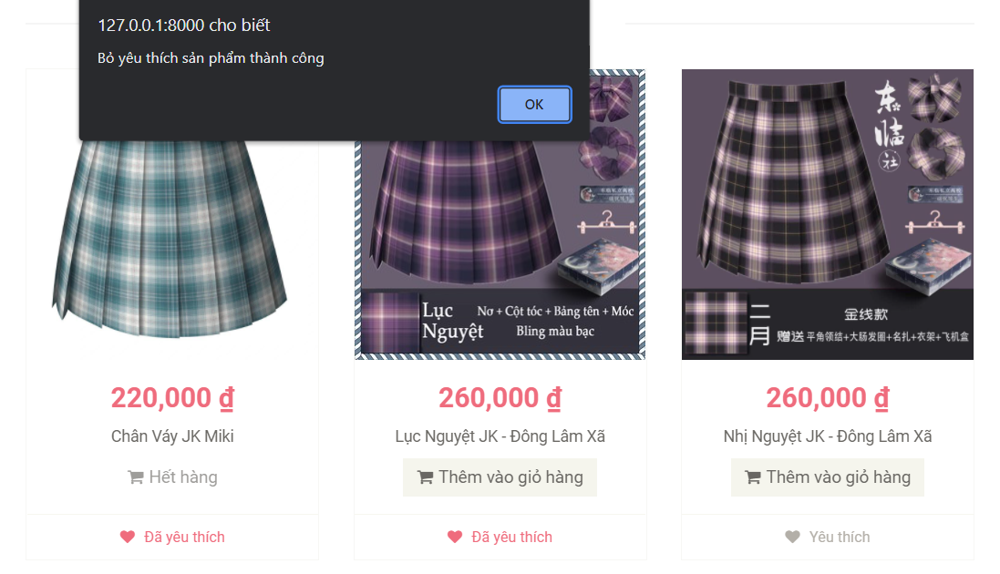 127.0.0.1:8000 cho biết
Bỏ yêu thích sản phẩm thành công
OK
Lục
Nguyệt
Nơ + Cột tóc + Bảng tên + Móc
Bling màu bạc
东
临
社
二
月
金线款
赠送 平角领结+大肠发圈+名扎+衣架+飞机盒
220,000 ₫
Chân Váy JK Miki
Hết hàng
Đã yêu thích
260,000 ₫
Lục Nguyệt JK - Đông Lâm Xã
Thêm vào giỏ hàng
Đã yêu thích
260,000 ₫
Nhị Nguyệt JK - Đông Lâm Xã
Thêm vào giỏ hàng
Yêu thích